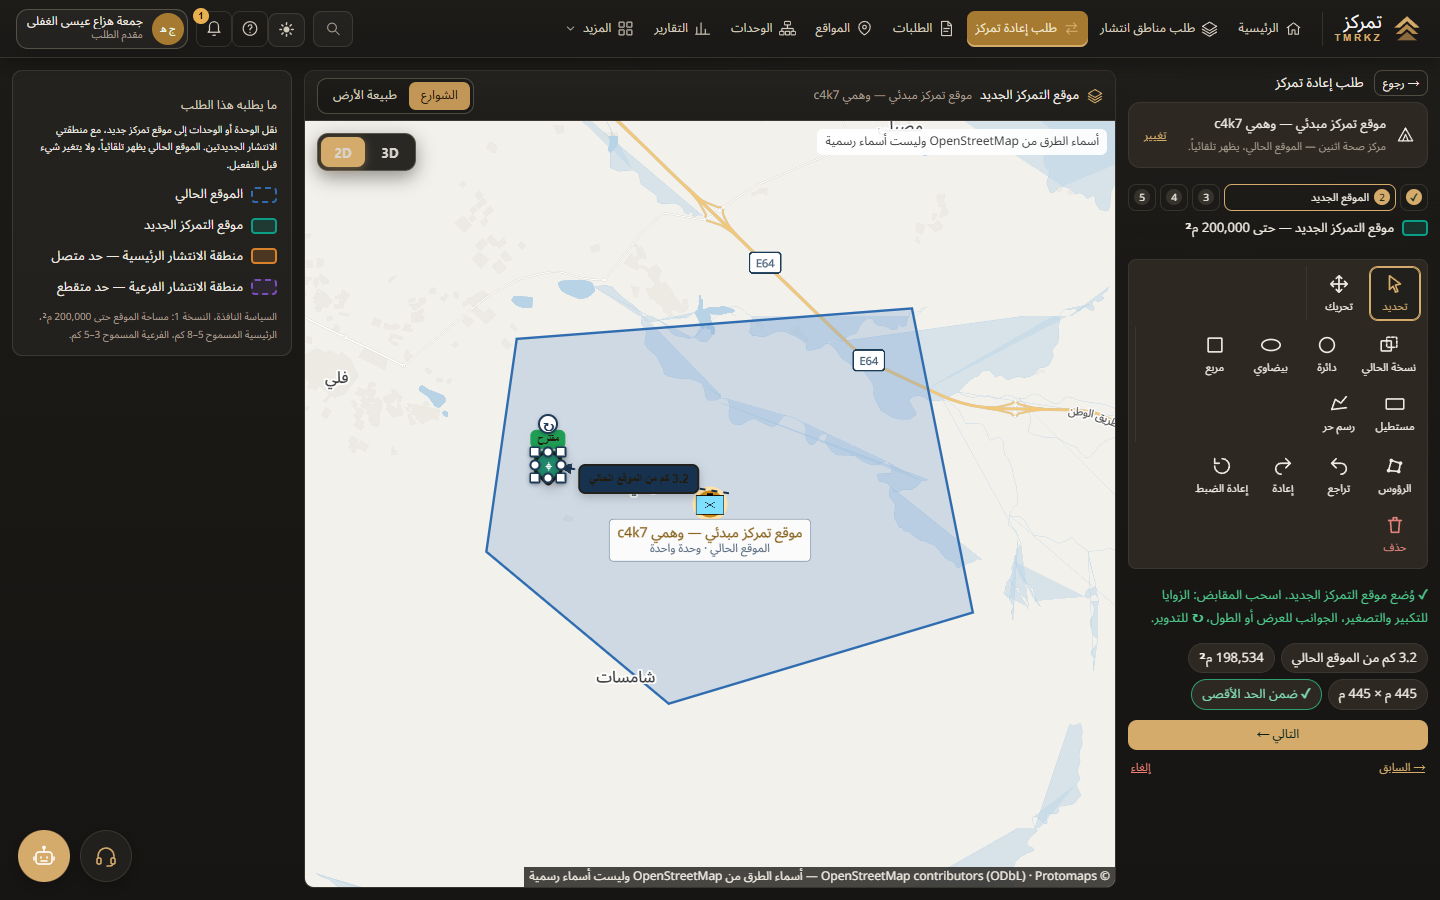 تمركز
TMRKZ
الرئيسية
طلب مناطق انتشار
طلب إعادة تمركز
الطلبات
المواقع
الوحدات
التقارير
المزيد
1
ج ه
جمعة هزاع عيسى الغفلى
مقدم الطلب
→ رجوع
طلب إعادة تمركز
موقع تمركز مبدئي — وهمي c4k7
مركز صحة اثنين — الموقع الحالي، يظهر تلقائياً.
تغيير
✓
2 الموقع الجديد
3
4
5
موقع التمركز الجديد — حتى 200,000 م²
تحديد
تحريك
نسخة الحالي
دائرة
بيضاوي
مربع
مستطيل
رسم حر
الرؤوس
تراجع
إعادة
إعادة الضبط
حذف
✓ وُضع موقع التمركز الجديد. اسحب المقابض: الزوايا
للتكبير والتصغير، الجوانب للعرض أو الطول، ↻ للتدوير.
3.2 كم من الموقع الحالي
198,534 م²
445 م × 445 م
✓ ضمن الحد الأقصى
التالي ←
→ السابق
إلغاء
موقع التمركز الجديد
موقع تمركز مبدئي — وهمي c4k7
الشوارع
طبيعة الأرض
2D
3D
أسماء الطرق من OpenStreetMap وليست أسماء رسمية
E64
E64
فلي
طريق الوطن
مقترح
3.2 كم من الموقع الحالي
موقع تمركز مبدئي — وهمي c4k7
الموقع الحالي · وحدة واحدة
شامسات
© OpenStreetMap contributors (ODbL) · Protomaps — أسماء الطرق من OpenStreetMap وليست أسماء رسمية
ما يطلبه هذا الطلب
نقل الوحدة أو الوحدات إلى موقع تمركز جديد، مع منطقتي
الانتشار الجديدتين. الموقع الحالي يظهر تلقائياً، ولا يتغير شيء
قبل التفعيل.
الموقع الحالي
موقع التمركز الجديد
منطقة الانتشار الرئيسية — حد متصل
منطقة الانتشار الفرعية — حد متقطع
السياسة النافذة، النسخة 1: مساحة الموقع حتى 200,000 م²،
الرئيسية المسموح 5–8 كم، الفرعية المسموح 3–5 كم.